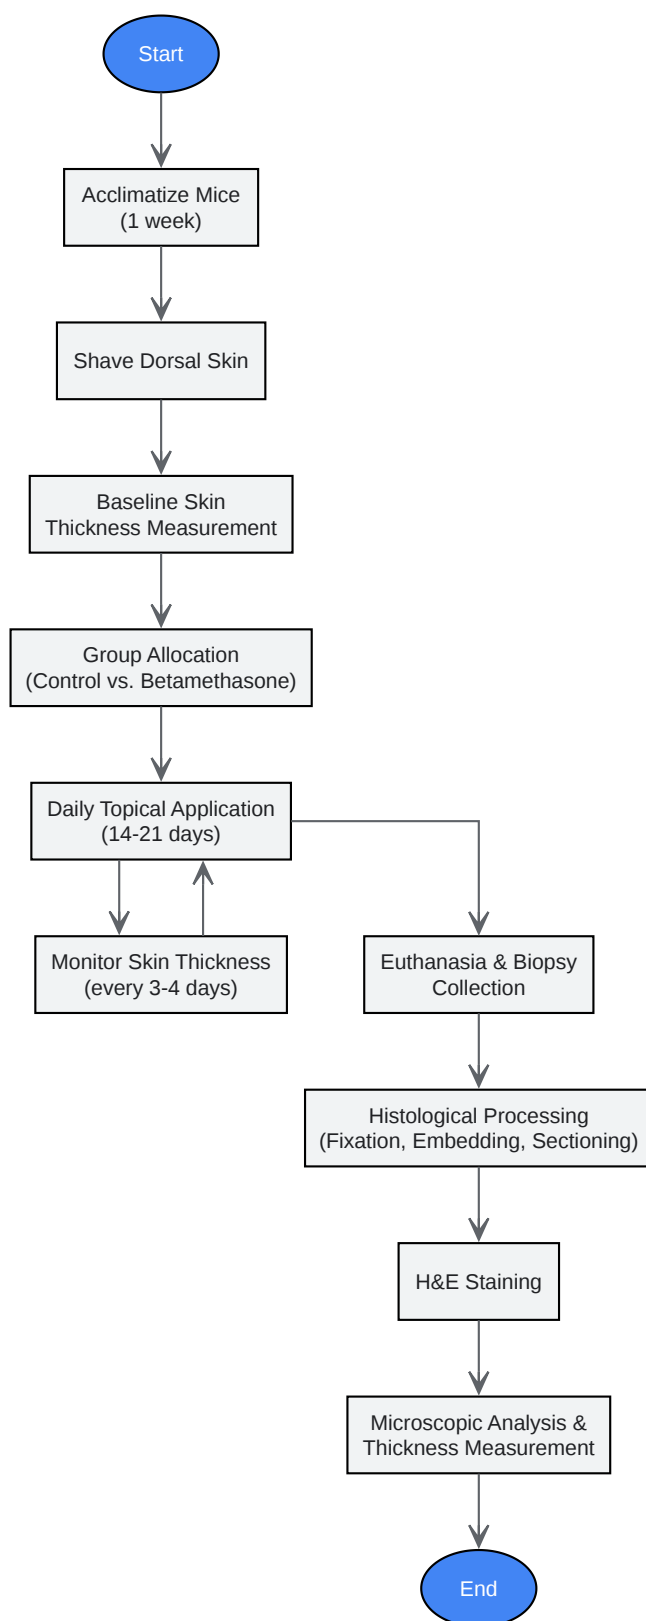 Start
Acclimatize Mice
(1 week)
Shave Dorsal Skin
Baseline Skin
Thickness Measurement
Group Allocation
(Control vs. Betamethasone)
Daily Topical Application
(14-21 days)
Monitor Skin Thickness
(every 3-4 days)
Euthanasia & Biopsy
Collection
Histological Processing
(Fixation, Embedding, Sectioning)
H&E Staining
Microscopic Analysis &
Thickness Measurement
End